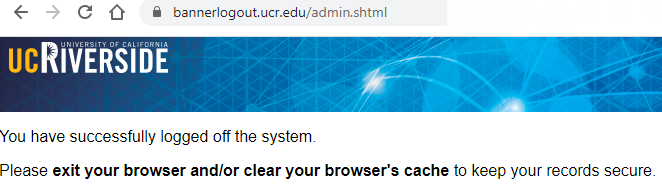 bannerlogout.ucr.edu/admin.shtml
UNIVERSITY OF CALIFORNIA
UCRIVERSIDE
You have successfully logged off the system.
Please exit your browser and/or clear your browser's cache to keep your records secure.